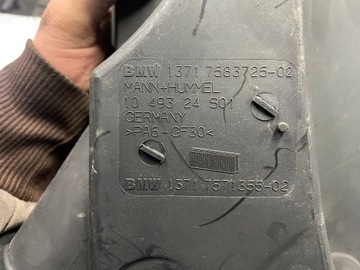 BMW 1371 7583725-02
MANN+HUMMEL
10 493 24 S01
GERMANY
>PA6-GF30<
BMW 1371 7571355-02